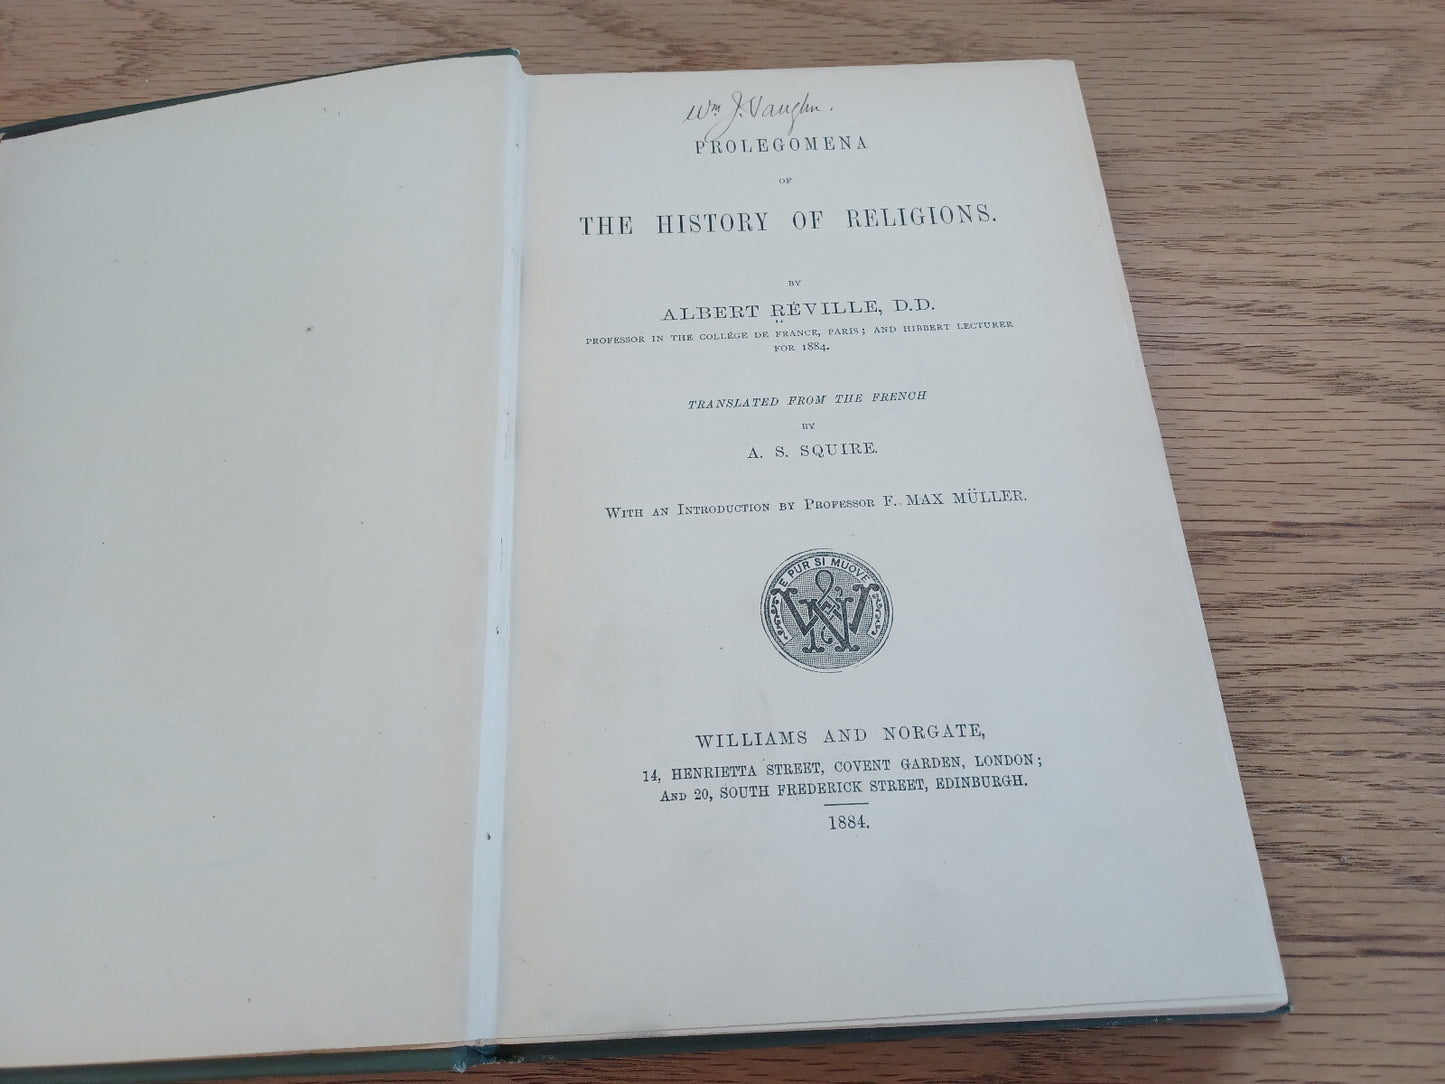 Wm J. Vaughn.
PROLEGOMENA
OF
THE HISTORY OF RELIGIONS.
BY
ALBERT RÉVILLE, D.D.
PROFESSOR IN THE COLLÉGE DE FRANCE, PARIS; AND HIBBERT LECTURER
FOR 1884.
TRANSLATED FROM THE FRENCH
BY
A. S. SQUIRE.
WITH AN INTRODUCTION BY PROFESSOR F. MAX MÜLLER.
E PUR SI MUOVE
W N
WILLIAMS AND NORGATE,
14, HENRIETTA STREET, COVENT GARDEN, LONDON;
AND 20, SOUTH FREDERICK STREET, EDINBURGH.
1884.